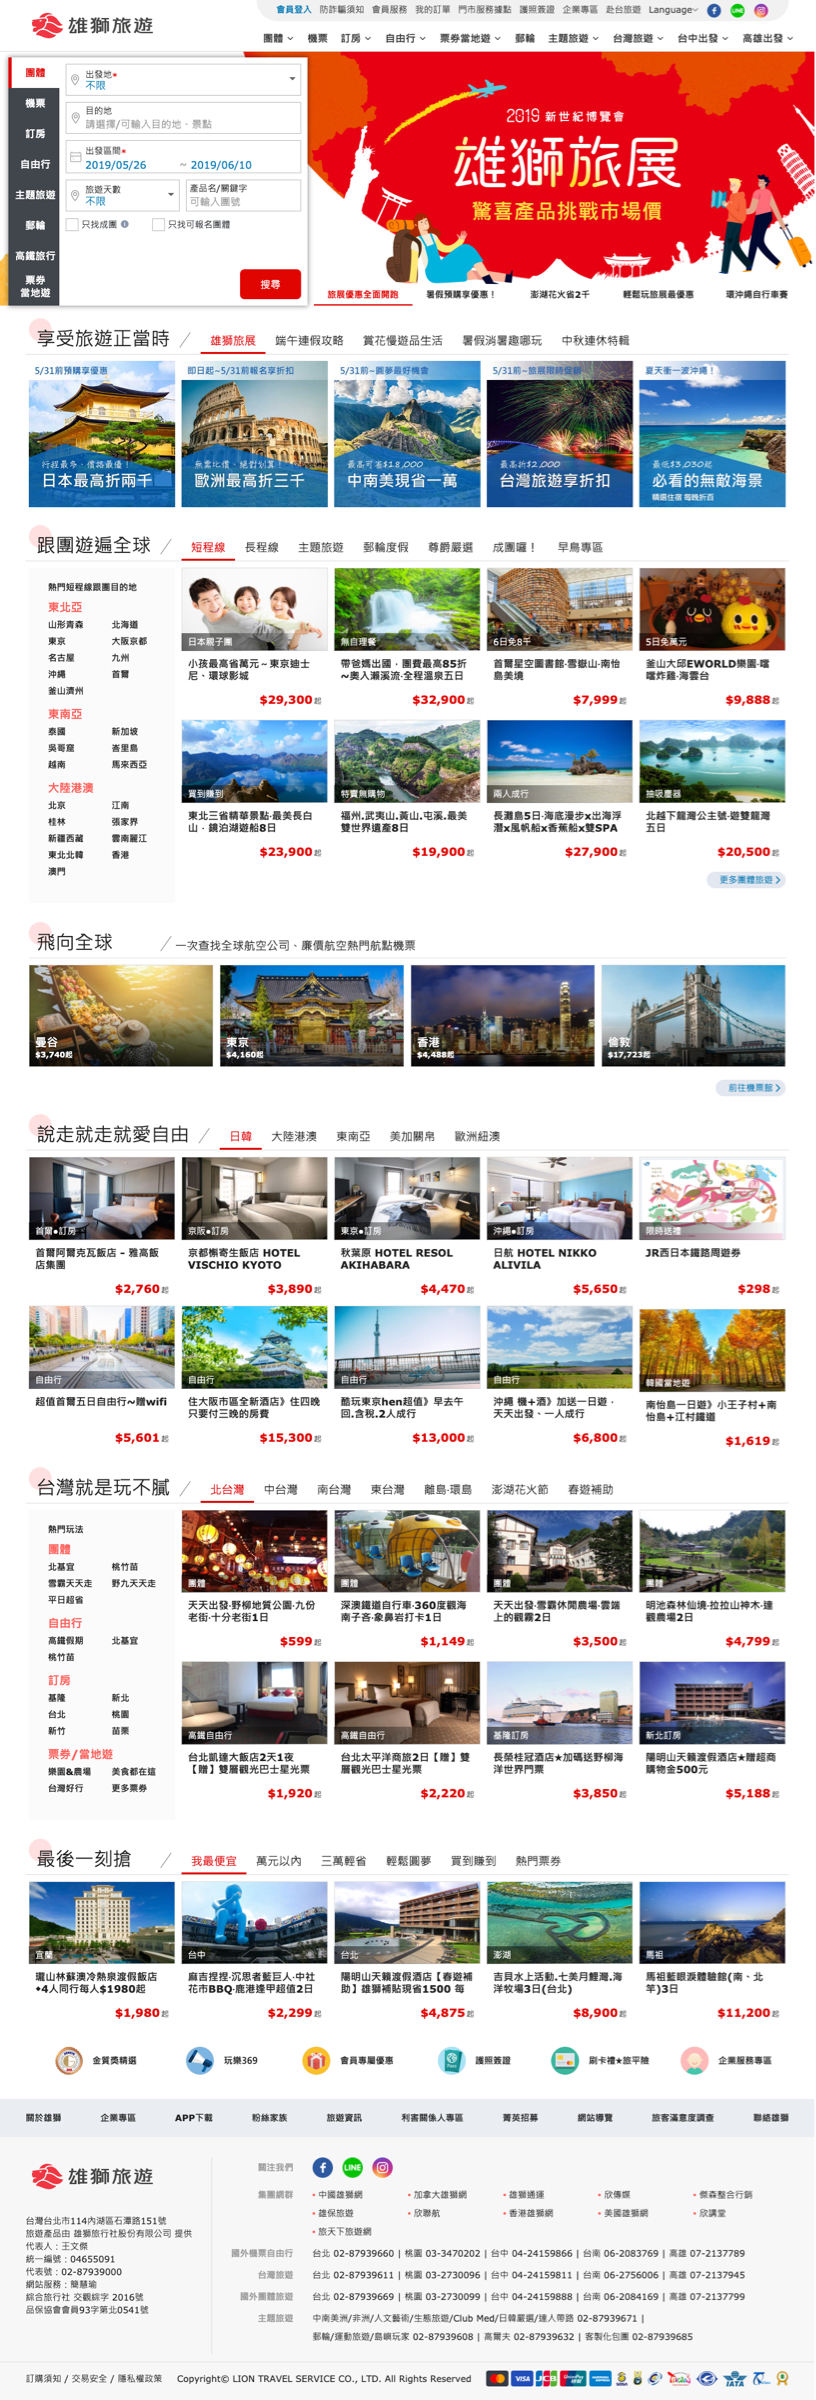 會員登入 防詐騙須知 會員服務 我的訂單 門市服務據點 護照簽證 企業專區 赴台旅遊 Language
LINE
雄獅旅遊
團體 機票 訂房 自由行 票券當地遊 郵輪 主題旅遊 台灣旅遊 台中出發 高雄出發
團體
機票
訂房
自由行
主題旅遊
郵輪
高鐵旅行
票券
當地遊
出發地*
不限
目的地
請選擇/可輸入目的地、景點
出發區間*
2019/05/26 ~ 2019/06/10
旅遊天數
不限
產品名/關鍵字
可輸入團號
只找成團 只找可報名團體
搜尋
2019 新世紀博覽會
雄獅旅展
驚喜產品挑戰市場價
旅展優惠全面開跑 暑假預購享優惠！ 澎湖花火省2千 輕鬆玩旅展最優惠 環沖繩自行車賽
享受旅遊正當時 雄獅旅展 端午連假攻略 賞花慢遊品生活 暑假消暑趣哪玩 中秋連休特輯
5/31前預購享優惠
行程最多，價格最優！
日本最高折兩千
即日起~5/31前報名享折扣
無需比價、絕對划算！
歐洲最高折三千
5/31前~圓夢最好機會
最高可省$18,000
中南美現省一萬
5/31前~旅展限時促銷
最高折$2,000
台灣旅遊享折扣
夏天衝一波沖繩！
最低$3,030起
必看的無敵海景
精選住宿 每晚折百
跟團遊遍全球 短程線 長程線 主題旅遊 郵輪度假 尊爵嚴選 成團囉！ 早鳥專區
熱門短程線跟團目的地
東北亞
山形青森 北海道
東京 大阪京都
名古屋 九州
沖繩 首爾
釜山濟州
東南亞
泰國 新加坡
吳哥窟 峇里島
越南 馬來西亞
大陸港澳
北京 江南
桂林 張家界
新疆西藏 雲南麗江
東北北韓 香港
澳門
日本親子團
小孩最高省萬元～東京迪士尼、環球影城
$29,300起
無自理餐
帶爸媽出國．團費最高85折~奧入瀨溪流‧全程溫泉五日
$32,900起
6日免8千
首爾星空圖書館‧雪嶽山‧南怡島美境
$7,999起
5日免萬元
釜山大邱EWORLD樂園‧嚐嚐炸雞‧海雲台
$9,888起
買到賺到
東北三省精華景點‧最美長白山．鏡泊湖遊船8日
$23,900起
特賣無購物
福州.武夷山.黃山.屯溪.最美雙世界遺產8日
$19,900起
兩人成行
長灘島5日‧海底漫步x出海浮潛x風帆船x香蕉船x雙SPA
$27,900起
抽吸塵器
北越下龍灣公主號‧遊雙龍灣五日
$20,500起
更多團體旅遊
飛向全球 一次查找全球航空公司、廉價航空熱門航點機票
曼谷
$3,740起
東京
$4,160起
香港
$4,488起
倫敦
$17,723起
前往機票館
說走就走就愛自由 日韓 大陸港澳 東南亞 美加關帛 歐洲紐澳
首爾●訂房
首爾阿爾克瓦飯店 - 雅高飯店集團
$2,760起
京阪●訂房
京都槲寄生飯店 HOTEL VISCHIO KYOTO
$3,890起
東京●訂房
秋葉原 HOTEL RESOL AKIHABARA
$4,470起
沖繩●訂房
日航 HOTEL NIKKO ALIVILA
$5,650起
限時送禮
JR西日本鐵路周遊券
$298起
自由行
超值首爾五日自由行~贈wifi
$5,601起
自由行
住大阪市區全新酒店》住四晚只要付三晚的房費
$15,300起
自由行
酷玩東京hen超值》早去午回.含稅.2人成行
$13,000起
自由行
沖繩 機+酒》加送一日遊．天天出發、一人成行
$6,800起
韓國當地遊
南怡島一日遊》小王子村+南怡島+江村鐵道
$1,619起
台灣就是玩不膩 北台灣 中台灣 南台灣 東台灣 離島‧環島 澎湖花火節 春遊補助
熱門玩法
團體
北基宜 桃竹苗
雪霸天天走 野九天天走
平日超省
自由行
高鐵假期 北基宜
桃竹苗
訂房
基隆 新北
台北 桃園
新竹 苗栗
票券/當地遊
樂園&農場 美食都在這
台灣好行 更多票券
團體
天天出發‧野柳地質公園‧九份老街‧十分老街1日
$599起
團體
深澳鐵道自行車‧360度觀海南子吝‧象鼻岩打卡1日
$1,149起
團體
天天出發‧雪霸休閒農場‧雲端上的觀霧2日
$3,500起
團體
明池森林仙境‧拉拉山神木‧達觀農場2日
$4,799起
高鐵自由行
台北凱達大飯店2天1夜【贈】雙層觀光巴士星光票
$1,920起
高鐵自由行
台北太平洋商旅2日【贈】雙層觀光巴士星光票
$2,220起
基隆訂房
長榮桂冠酒店★加碼送野柳海洋世界門票
$3,850起
新北訂房
陽明山天籟渡假酒店★贈超商購物金500元
$5,188起
最後一刻搶 我最便宜 萬元以內 三萬輕省 輕鬆圓夢 買到賺到 熱門票券
宜蘭
瓏山林蘇澳冷熱泉渡假飯店♦4人同行每人$1980起
$1,980起
台中
麻吉捏捏‧沉思者藍巨人‧中社花市BBQ‧鹿港逢甲超值2日
$2,299起
台北
陽明山天籟渡假酒店【春遊補助】雄獅補貼現省1500 每
$4,875起
澎湖
吉貝水上活動.七美月鯉灣.海洋牧場3日(台北)
$8,900起
馬祖
馬祖藍眼淚體驗館(南、北竿)3日
$11,200起
金質獎精選 玩樂369 會員專屬優惠 護照簽證 刷卡禮★旅平險 企業服務專區
關於雄獅 企業專區 APP下載 粉絲家族 旅遊資訊 利害關係人專區 菁英招募 網站導覽 旅客滿意度調查 聯絡雄獅
雄獅旅遊
台灣台北市114內湖區石潭路151號
旅遊產品由 雄獅旅行社股份有限公司 提供
代表人：王文傑
統一編號：04655091
代表號：02-87939000
網站服務：簡慧瑜
綜合旅行社 交觀綜字 2016號
品保協會會員93字第北0541號
關注我們 LINE
集團網群 •中國雄獅網 •加拿大雄獅網 •雄獅通運 •欣傳媒 •傑森整合行銷
•雄保旅遊 •欣聯航 •香港雄獅網 •美國雄獅網 •欣講堂
•旅天下旅遊網
國外機票自由行 台北 02-87939660 | 桃園 03-3470202 | 台中 04-24159866 | 台南 06-2083769 | 高雄 07-2137789
台灣旅遊 台北 02-87939611 | 桃園 03-2730096 | 台中 04-24159811 | 台南 06-2756006 | 高雄 07-2137945
國外團體旅遊 台北 02-87939669 | 桃園 03-2730099 | 台中 04-24159888 | 台南 06-2084169 | 高雄 07-2137799
主題旅遊 中南美洲/非洲/人文藝術/生態旅遊/Club Med/日韓嚴選/達人帶路 02-87939671 |
郵輪/運動旅遊/島嶼玩家 02-87939608 | 高爾夫 02-87939632 | 客製化包團 02-87939685
訂購須知 / 交易安全 / 隱私權政策 Copyright© LION TRAVEL SERVICE CO., LTD. All Rights Reserved VISA JCB UnionPay IATA